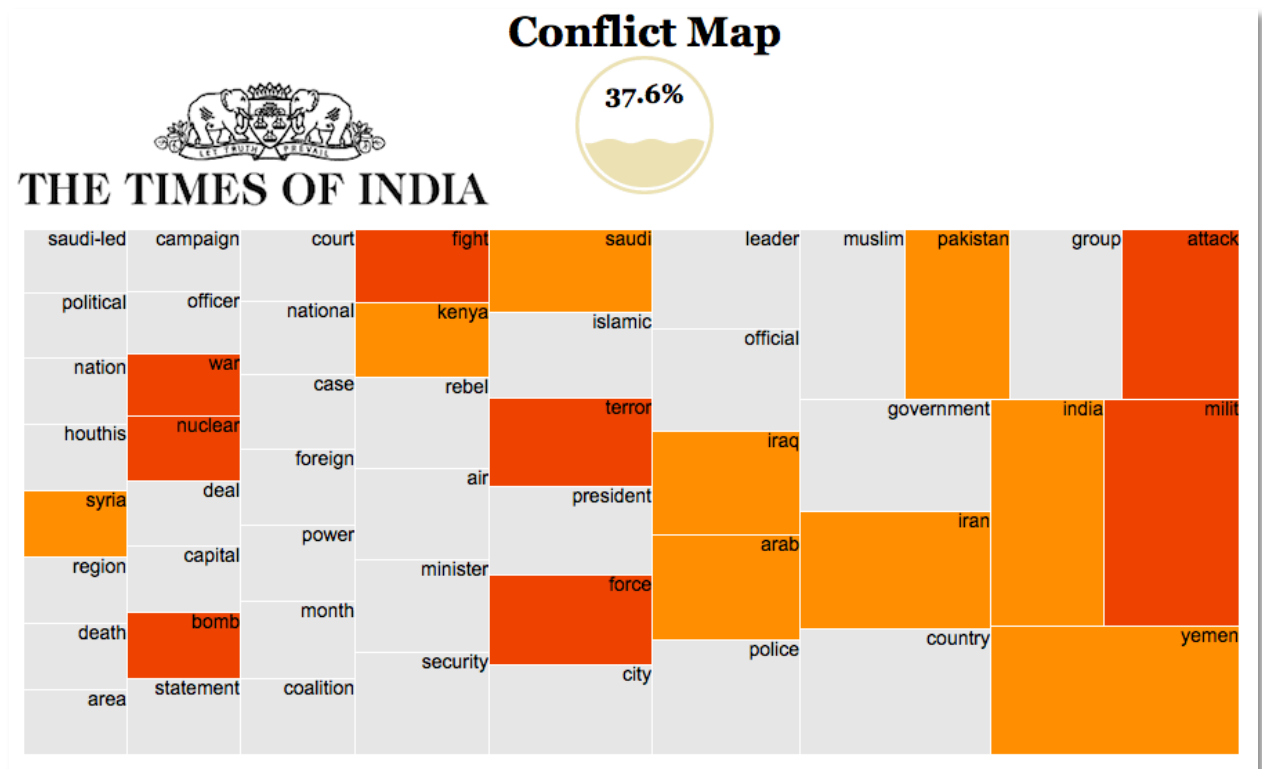 Conflict Map
37.6%
LET TRUTH PREVAIL
THE TIMES OF INDIA
saudi-led
political
nation
houthis
syria
region
death
area
campaign
officer
war
nuclear
deal
capital
bomb
statement
court
national
case
foreign
power
month
coalition
fight
kenya
rebel
air
minister
security
saudi
islamic
terror
president
force
city
leader
official
iraq
arab
police
muslim
pakistan
group
attack
government
iran
country
india
milit
yemen